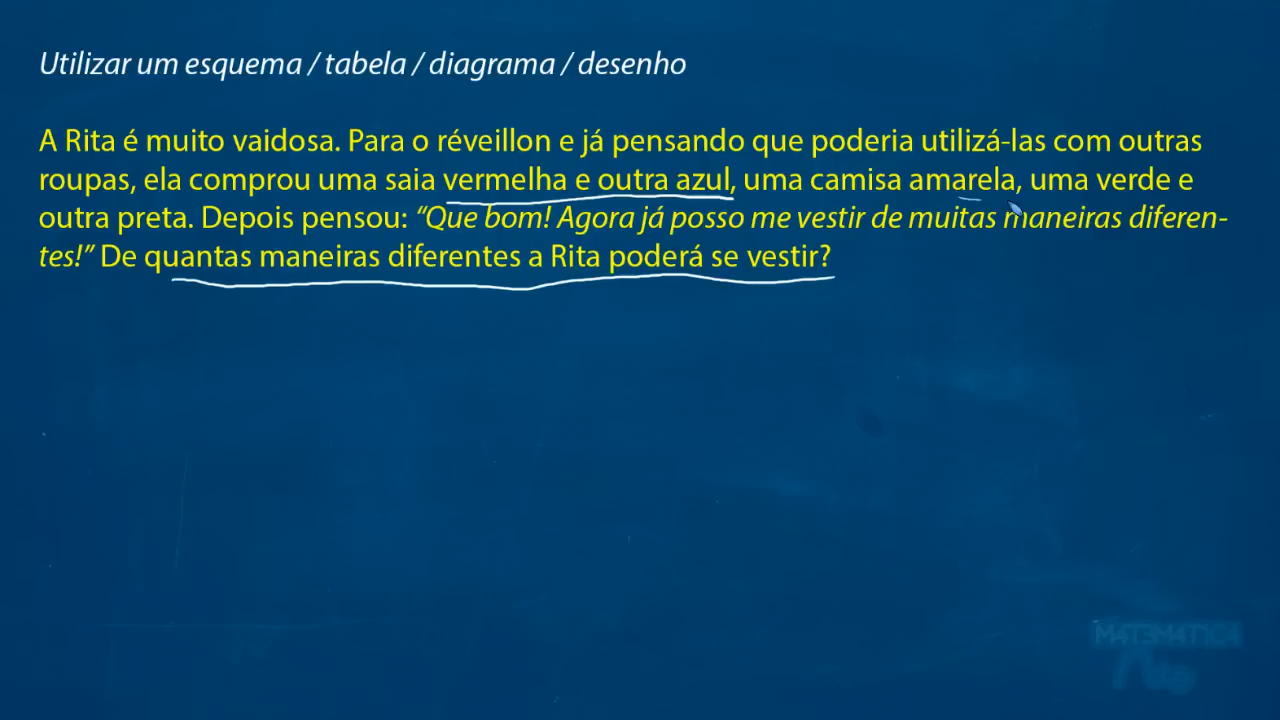 Utilizar um esquema / tabela / diagrama / desenho
A Rita é muito vaidosa. Para o réveillon e já pensando que poderia utilizá-las com outras
roupas, ela comprou uma saia vermelha e outra azul, uma camisa amarela, uma verde e
outra preta. Depois pensou: “Que bom! Agora já posso me vestir de muitas maneiras diferen-
tes!” De quantas maneiras diferentes a Rita poderá se vestir?
MATEMÁTICA
Rio